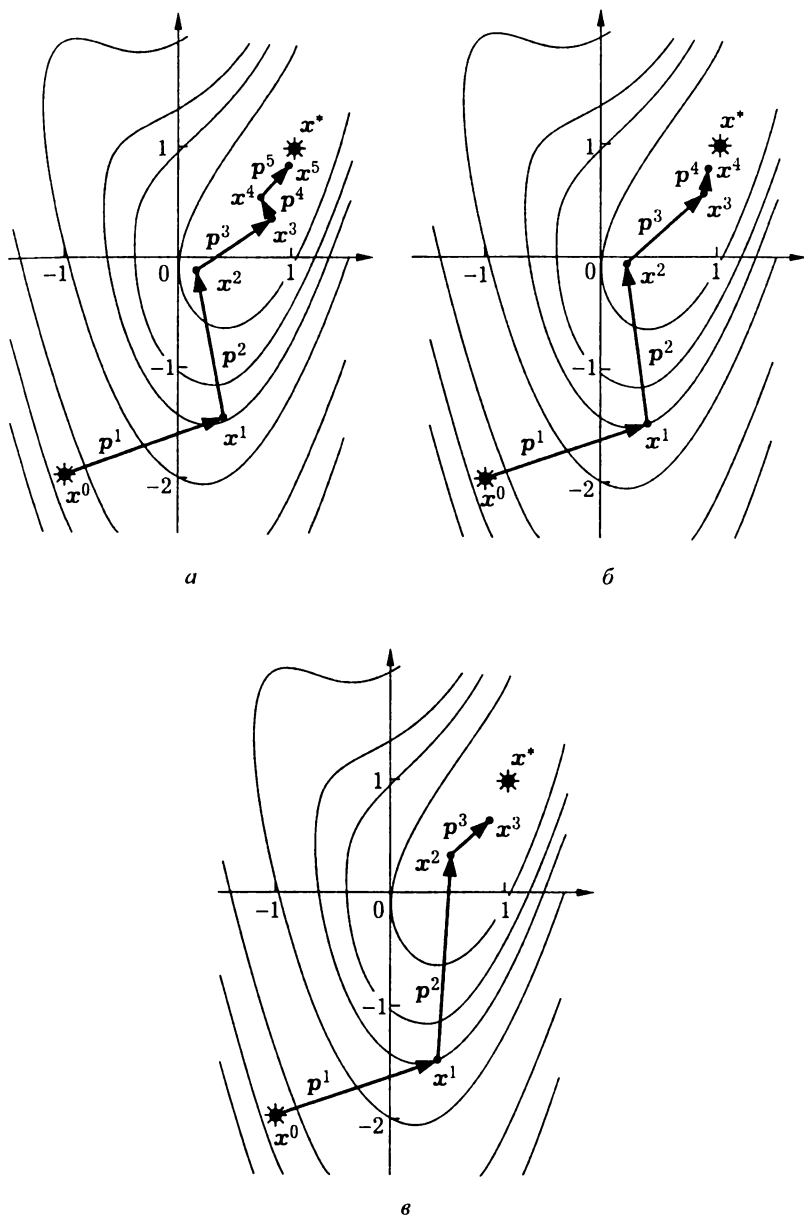 x*
1
p⁵
x⁵
x⁴
p⁴
p³
x³
-1
0
x²
1
p²
-1
p¹
x¹
x⁰
-2
а
x*
1
p⁴
x⁴
x³
p³
-1
0
x²
1
p²
-1
p¹
x¹
x⁰
-2
б
x*
1
p³
x³
x²
-1
0
1
p²
-1
p¹
x¹
x⁰
-2
в